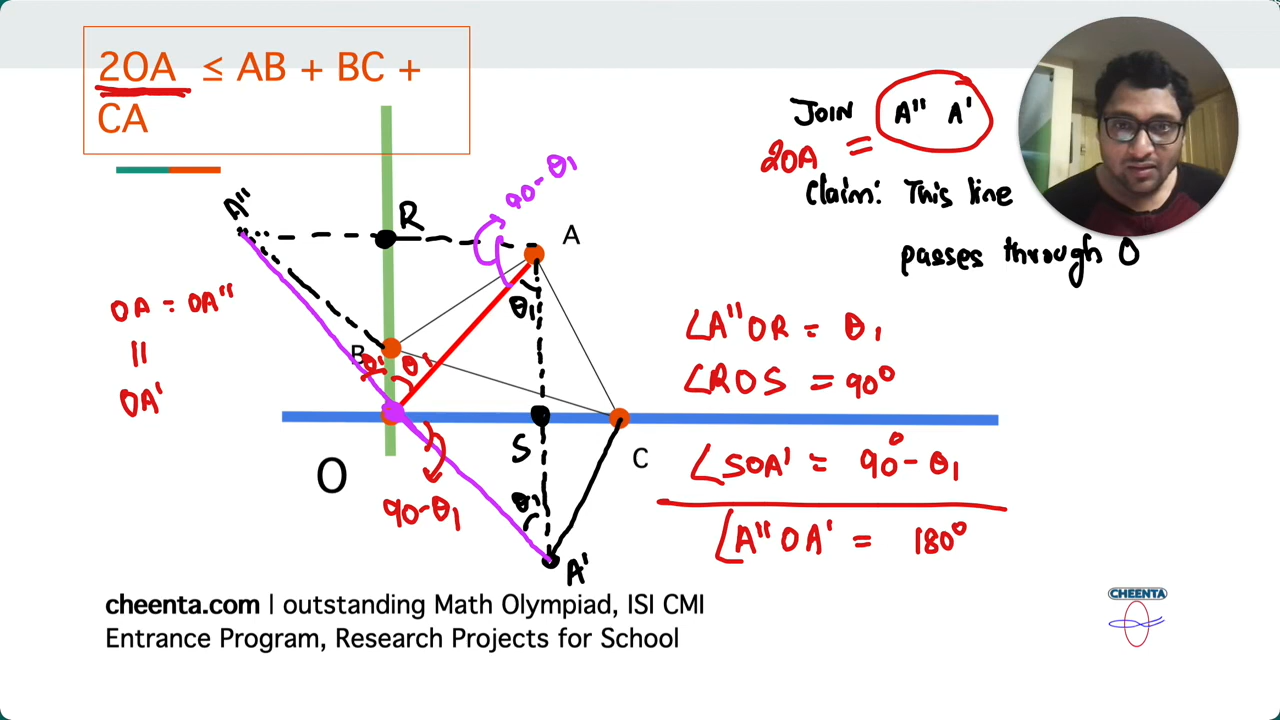 2OA ≤ AB + BC +
CA
JOIN A" A'
2OA =
Claim: This line
passes through O
A"
R
90-θ1
A
θ1
OA = OA"
||
OA'
B
θ' θ'
∠A"OR = θ1
∠ROS = 90°
O
S
C
∠SOA' = 90°-θ1
90-θ1
θ'
∠A"OA' = 180°
A'
cheenta.com | outstanding Math Olympiad, ISI CMI
Entrance Program, Research Projects for School
CHEENTA